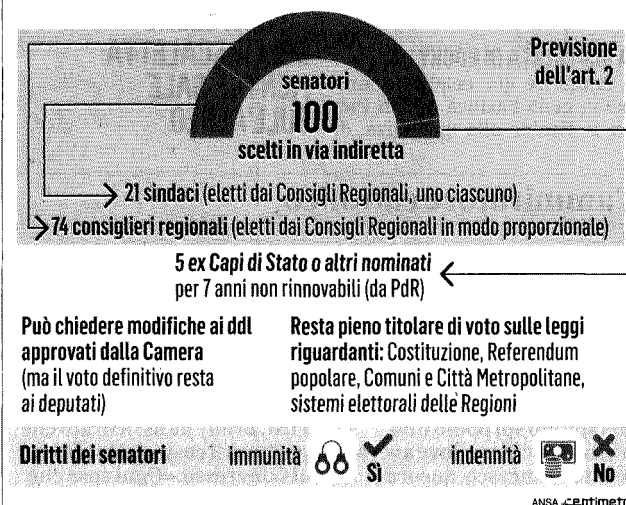 Previsione
dell'art. 2
senatori
100
scelti in via indiretta
21 sindaci (eletti dai Consigli Regionali, uno ciascuno)
74 consiglieri regionali (eletti dai Consigli Regionali in modo proporzionale)
5 ex Capi di Stato o altri nominati
per 7 anni non rinnovabili (da PdR)
Può chiedere modifiche ai ddl
approvati dalla Camera
(ma il voto definitivo resta
ai deputati)
Resta pieno titolare di voto sulle leggi
riguardanti: Costituzione, Referendum
popolare, Comuni e Città Metropolitane,
sistemi elettorali delle Regioni
Diritti dei senatori
immunità
Sì
indennità
No
ANSA centimetri